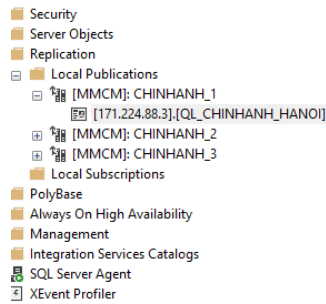 Security
Server Objects
Replication
Local Publications
[MMCM]: CHINHANH_1
[171.224.88.3].[QL_CHINHANH_HANOI]
[MMCM]: CHINHANH_2
[MMCM]: CHINHANH_3
Local Subscriptions
PolyBase
Always On High Availability
Management
Integration Services Catalogs
SQL Server Agent
XEvent Profiler